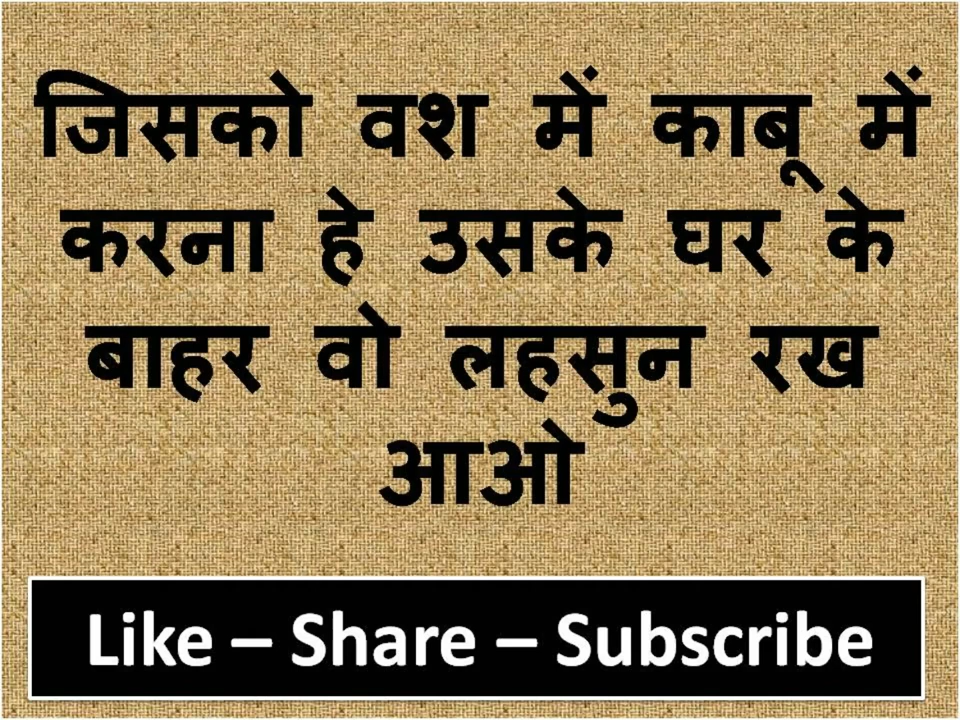 जिसको वश में काबू में
करना हे उसके घर के
बाहर वो लहसुन रख
आओ
Like – Share – Subscribe